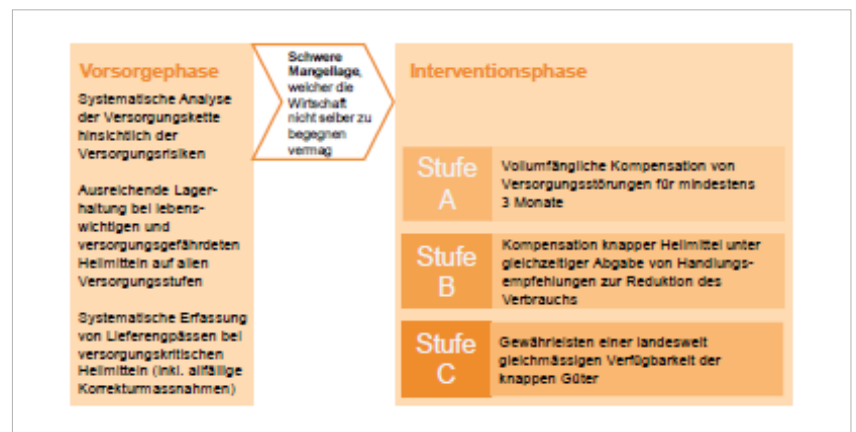 Vorsorgephase
Systematische Analyse
der Versorgungskette
hinsichtlich der
Versorgungsrisiken
Ausreichende Lager-
haltung bei lebens-
wichtigen und
versorgungsgefährdeten
Heilmitteln auf allen
Versorgungsstufen
Systematische Erfassung
von Lieferengpässen bei
versorgungskritischen
Heilmitteln (inkl. allfällige
Korrekturmassnahmen)
Schwere
Mangellage,
welcher die
Wirtschaft
nicht selber zu
begegnen
vermag
Interventionsphase
Stufe
A
Vollumfängliche Kompensation von
Versorgungsstörungen für mindestens
3 Monate
Stufe
B
Kompensation knapper Heilmittel unter
gleichzeitiger Abgabe von Handlungs-
empfehlungen zur Reduktion des
Verbrauchs
Stufe
C
Gewährleisten einer landesweit
gleichmässigen Verfügbarkeit der
knappen Güter